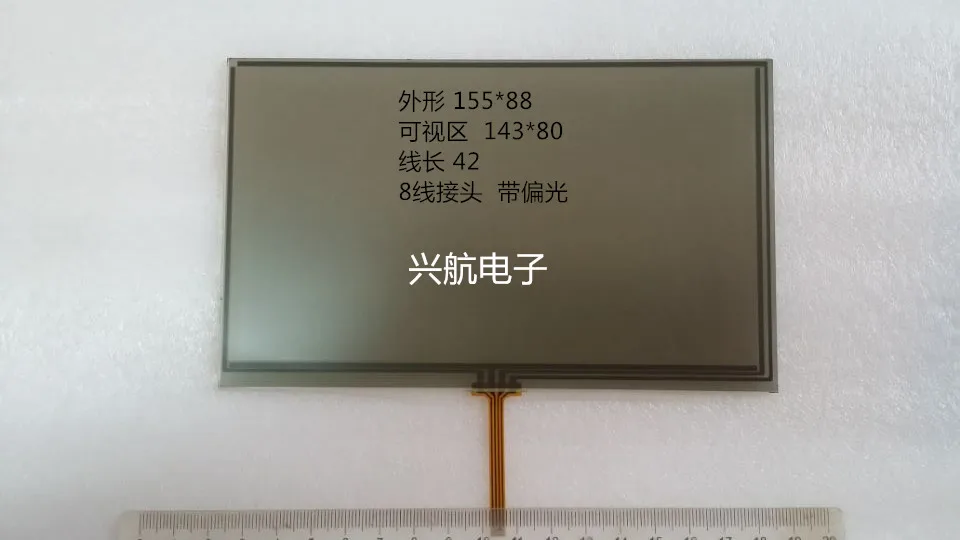 外形 155*88
可视区 143*80
线长 42
8线接头 带偏光
兴航电子